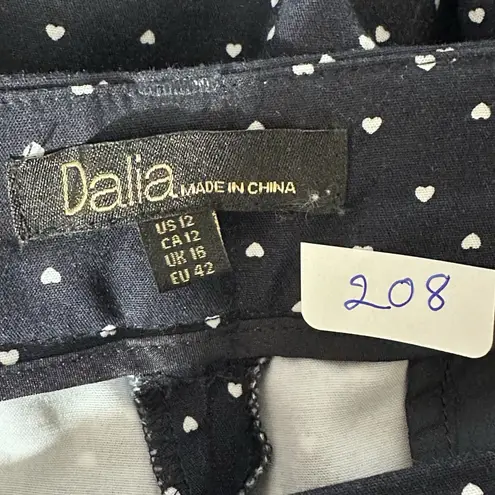 Dalia MADE IN CHINA
US 12
CA 12
UK 16
EU 42
208